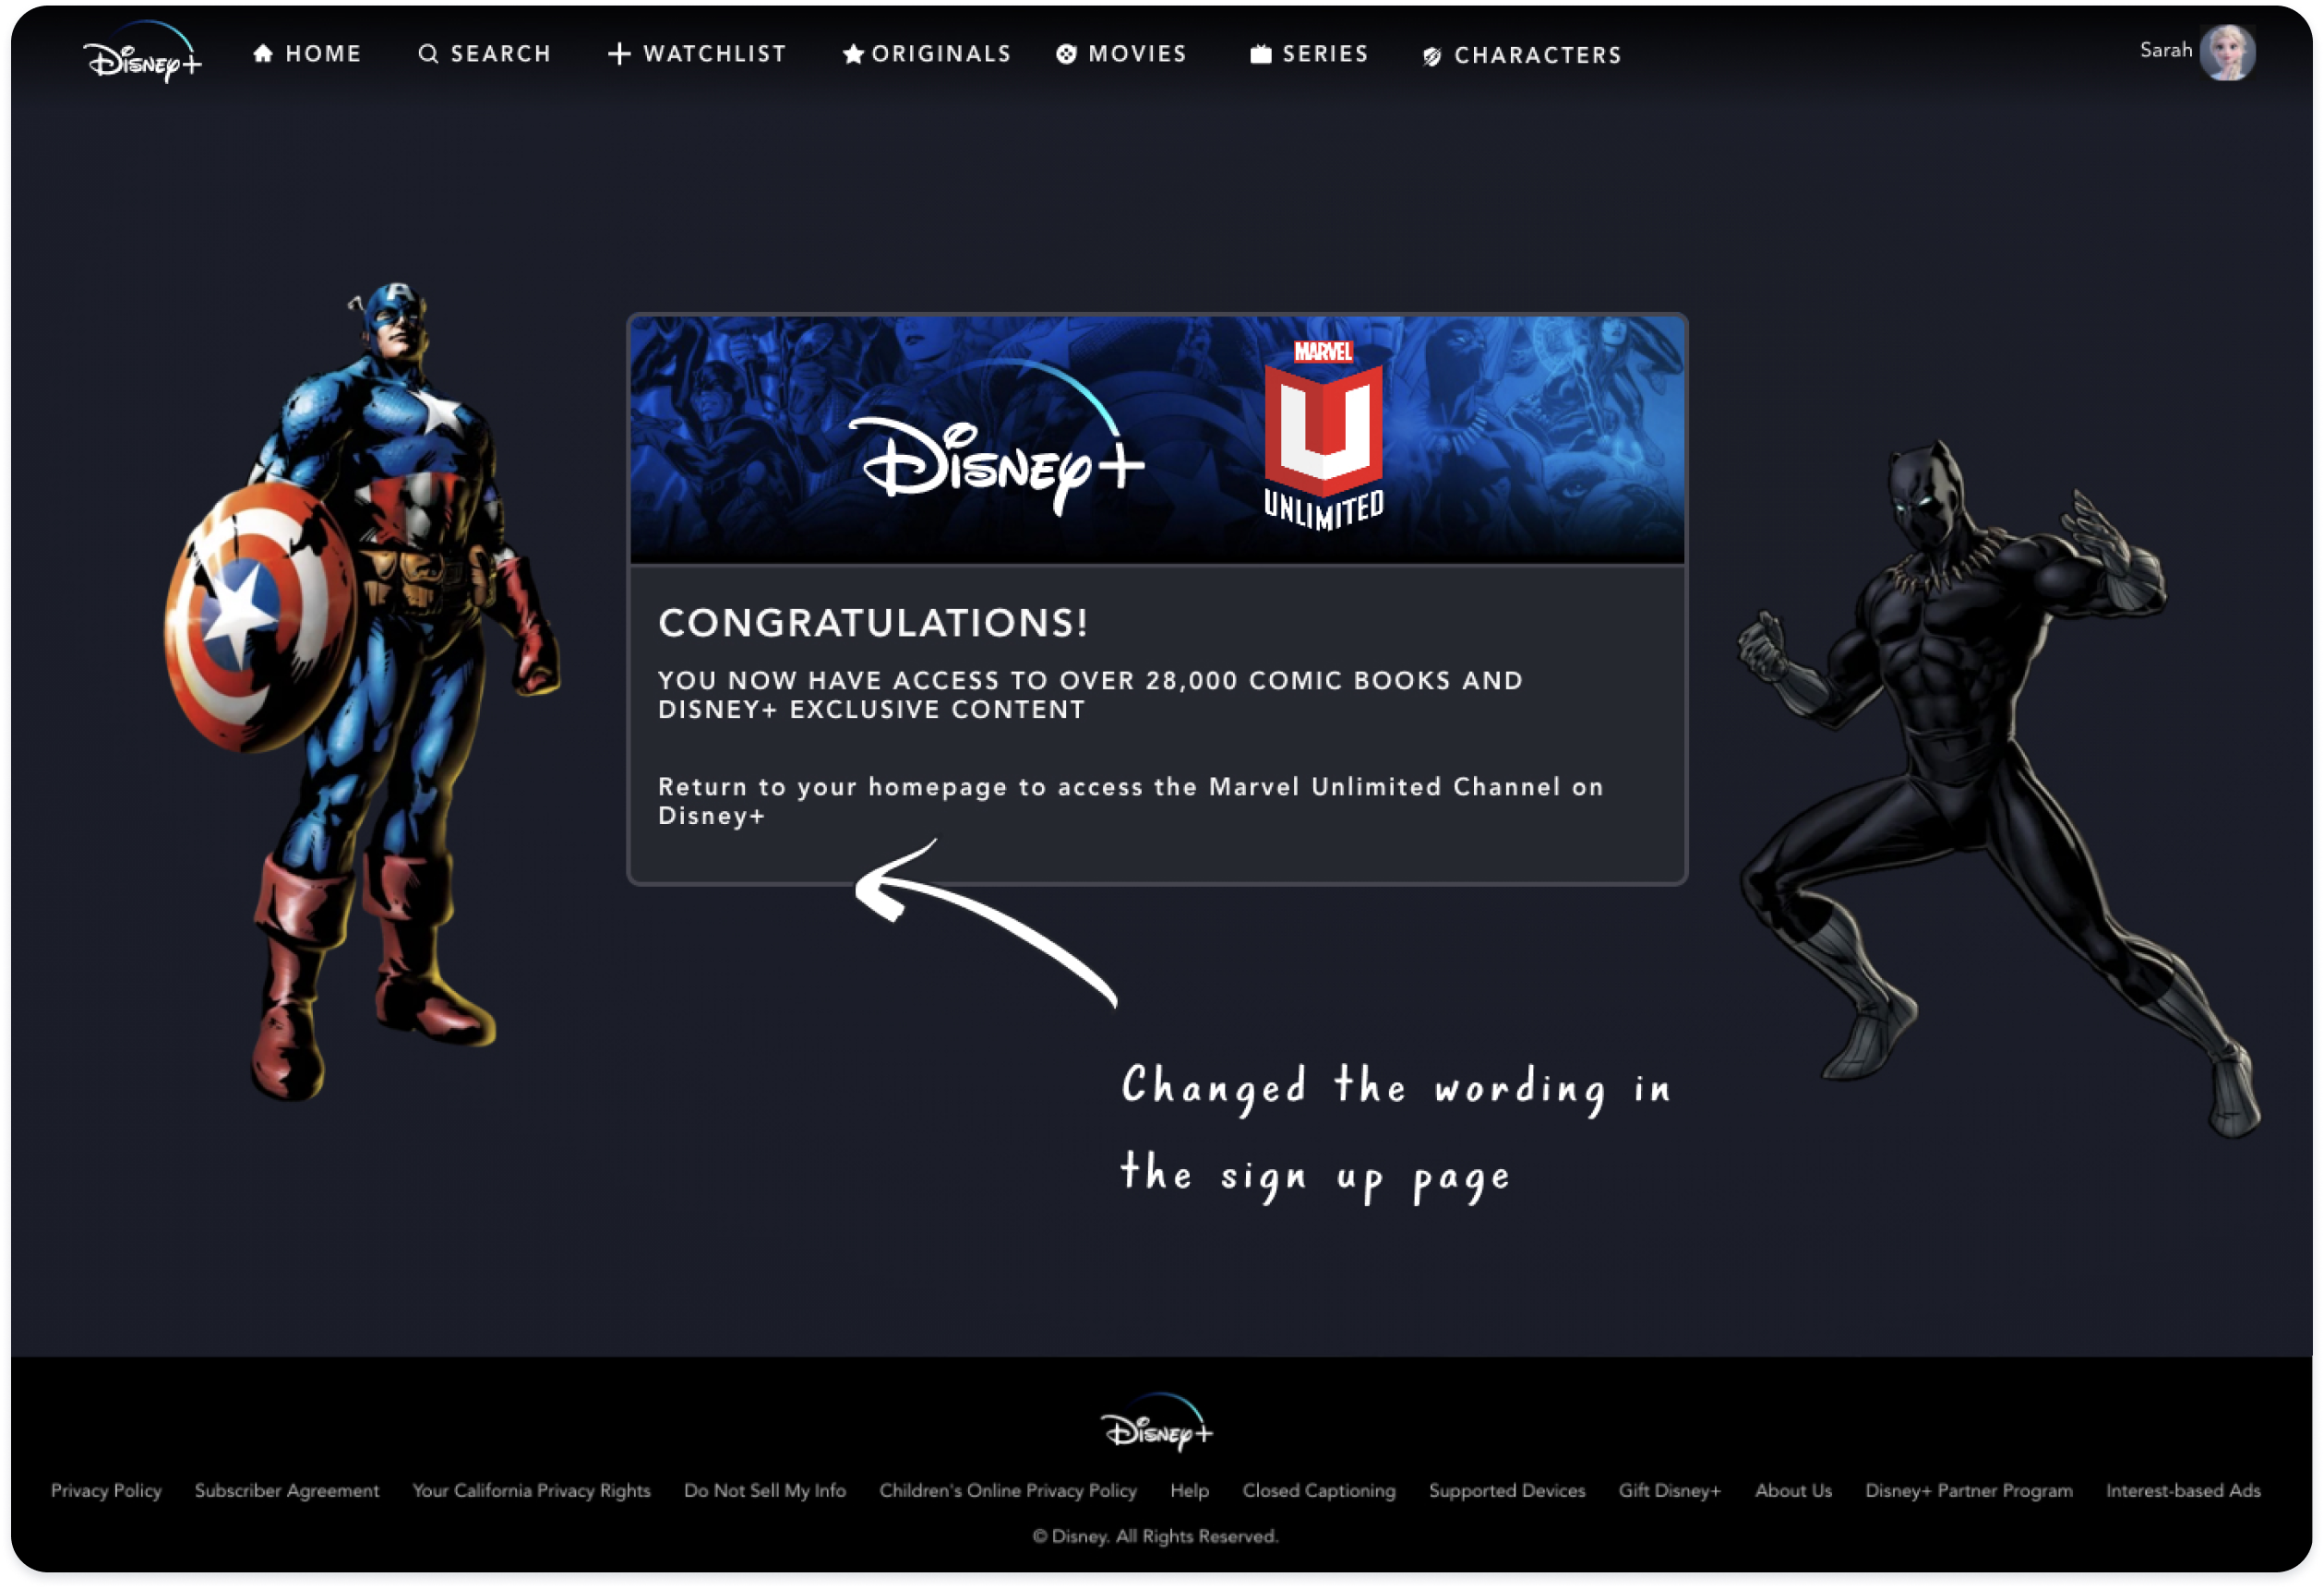 Disney+ HOME SEARCH WATCHLIST ORIGINALS MOVIES SERIES CHARACTERS Sarah
A
MARVEL
Disney+
U
UNLIMITED
CONGRATULATIONS!
YOU NOW HAVE ACCESS TO OVER 28,000 COMIC BOOKS AND
DISNEY+ EXCLUSIVE CONTENT
Return to your homepage to access the Marvel Unlimited Channel on
Disney+
Changed the wording in
the sign up page
Disney+
Privacy Policy Subscriber Agreement Your California Privacy Rights Do Not Sell My Info Children's Online Privacy Policy Help Closed Captioning Supported Devices Gift Disney+ About Us Disney+ Partner Program Interest-based Ads
© Disney. All Rights Reserved.